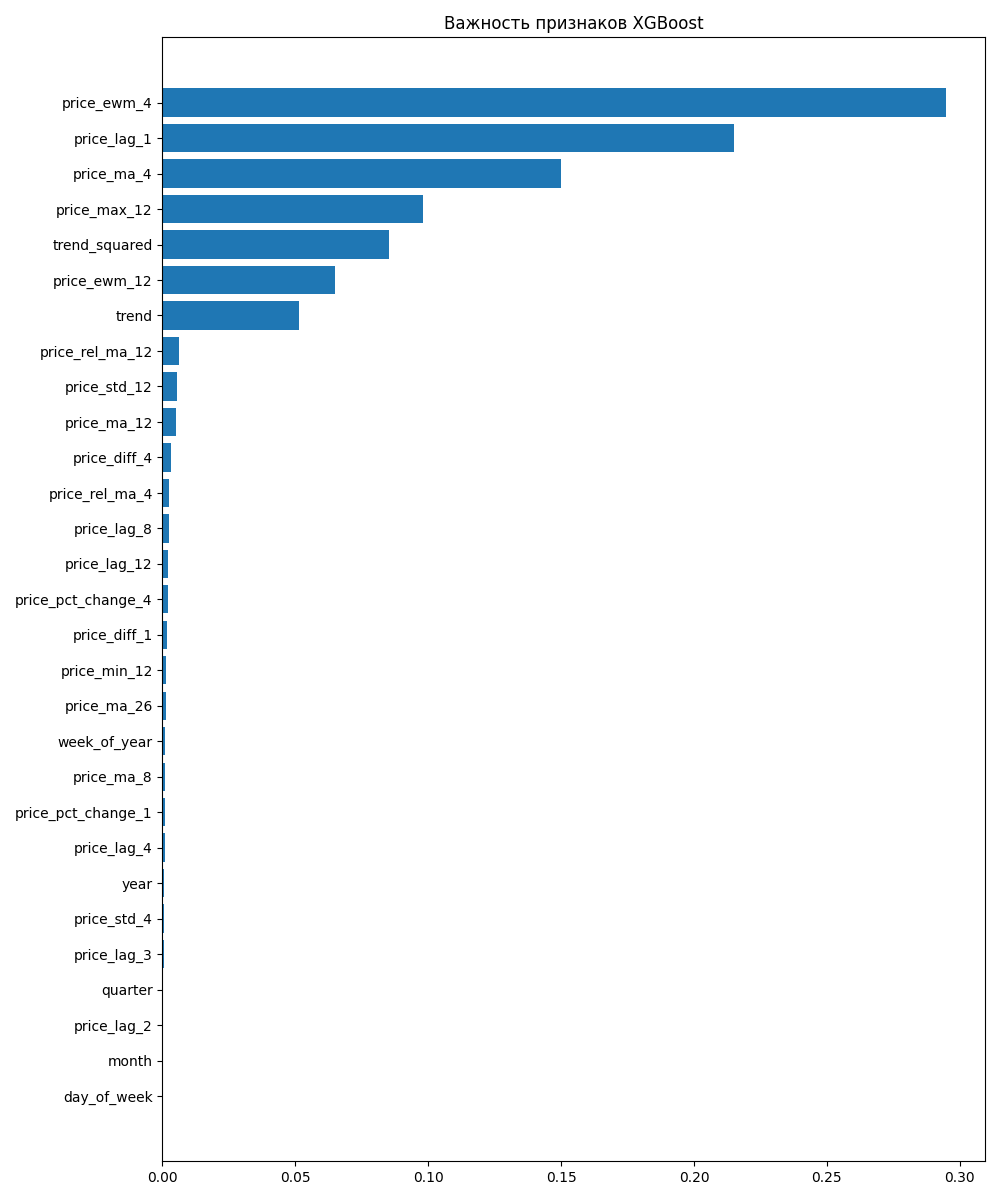 Важность признаков XGBoost
price_ewm_4
price_lag_1
price_ma_4
price_max_12
trend_squared
price_ewm_12
trend
price_rel_ma_12
price_std_12
price_ma_12
price_diff_4
price_rel_ma_4
price_lag_8
price_lag_12
price_pct_change_4
price_diff_1
price_min_12
price_ma_26
week_of_year
price_ma_8
price_pct_change_1
price_lag_4
year
price_std_4
price_lag_3
quarter
price_lag_2
month
day_of_week
0.00 0.05 0.10 0.15 0.20 0.25 0.30